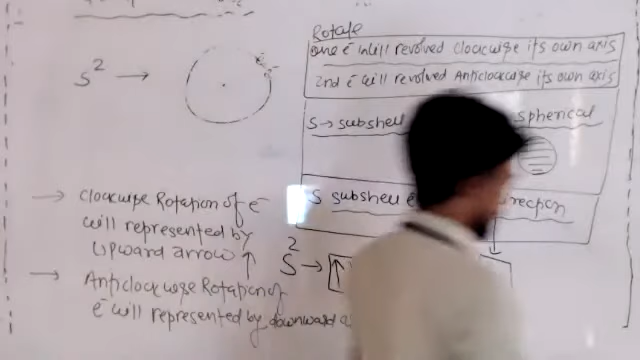 Rotate
one e⁻ will revolved clockwise its own axis
2nd e⁻ will revolved Anticlockwise its own axis
S² →
e⁻
e⁻
S → subshell
spherical
S subshell e
rection
→ Clockwise Rotation of e⁻
will represented by
Upward arrow ↑
S² → ↑
→ Anticlockwise Rotation of
e⁻ will represented by downward a